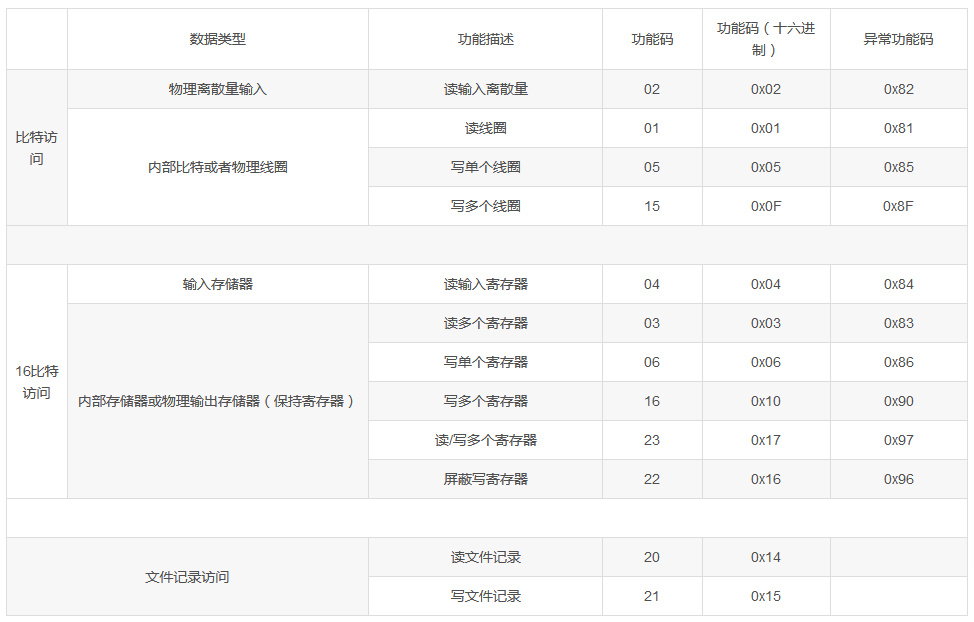 数据类型 功能描述 功能码 功能码（十六进
制） 异常功能码
比特访
问
物理离散量输入 读输入离散量 02 0x02 0x82
内部比特或者物理线圈
读线圈 01 0x01 0x81
写单个线圈 05 0x05 0x85
写多个线圈 15 0x0F 0x8F
16比特
访问
输入存储器 读输入寄存器 04 0x04 0x84
内部存储器或物理输出存储器（保持寄存器）
读多个寄存器 03 0x03 0x83
写单个寄存器 06 0x06 0x86
写多个寄存器 16 0x10 0x90
读/写多个寄存器 23 0x17 0x97
屏蔽写寄存器 22 0x16 0x96
文件记录访问
读文件记录 20 0x14
写文件记录 21 0x15